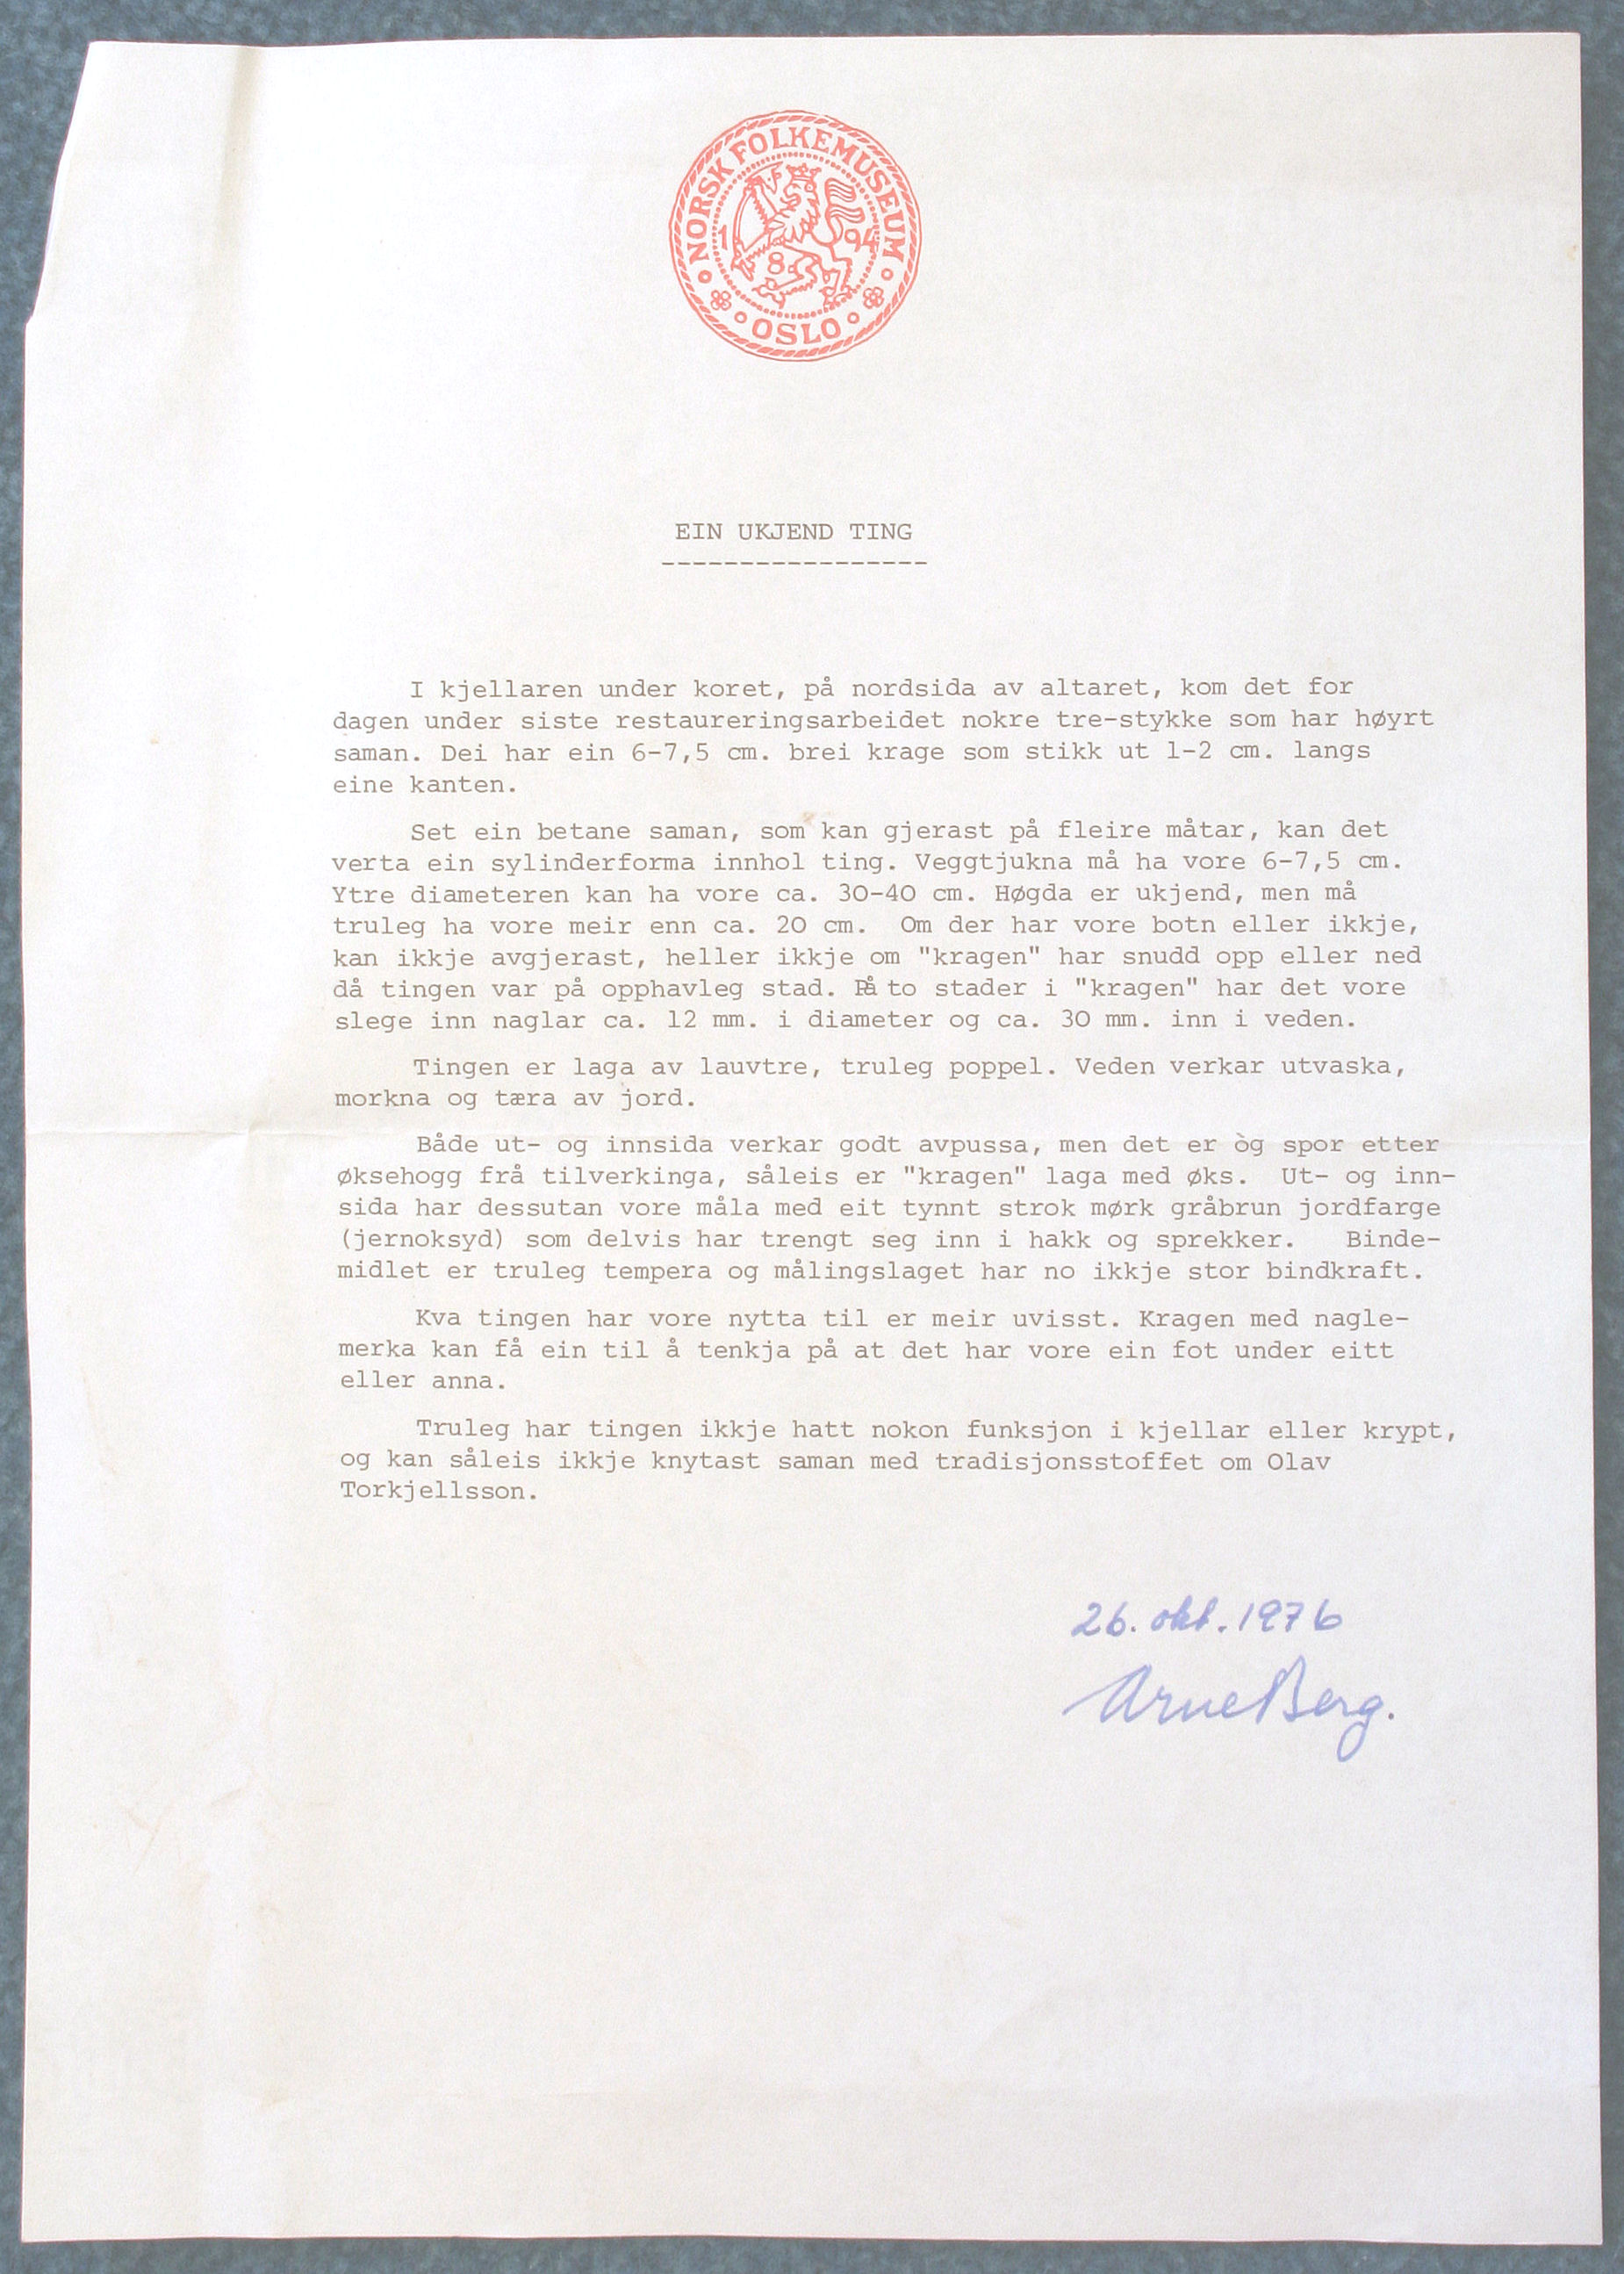 NORSK FOLKEMUSEUM
1894
OSLO
EIN UKJEND TING
-----------------
I kjellaren under koret, på nordsida av altaret, kom det for
dagen under siste restaureringsarbeidet nokre tre-stykke som har høyrt
saman. Dei har ein 6-7,5 cm. brei krage som stikk ut 1-2 cm. langs
eine kanten.
Set ein betane saman, som kan gjerast på fleire måtar, kan det
verta ein sylinderforma innhol ting. Veggtjukna må ha vore 6-7,5 cm.
Ytre diameteren kan ha vore ca. 30-40 cm. Høgda er ukjend, men må
truleg ha vore meir enn ca. 20 cm. Om der har vore botn eller ikkje,
kan ikkje avgjerast, heller ikkje om "kragen" har snudd opp eller ned
då tingen var på opphavleg stad. På to stader i "kragen" har det vore
slege inn naglar ca. 12 mm. i diameter og ca. 30 mm. inn i veden.
Tingen er laga av lauvtre, truleg poppel. Veden verkar utvaska,
morkna og tæra av jord.
Både ut- og innsida verkar godt avpussa, men det er òg spor etter
øksehogg frå tilverkinga, såleis er "kragen" laga med øks. Ut- og inn-
sida har dessutan vore måla med eit tynnt strok mørk gråbrun jordfarge
(jernoksyd) som delvis har trengt seg inn i hakk og sprekker. Binde-
midlet er truleg tempera og målingslaget har no ikkje stor bindkraft.
Kva tingen har vore nytta til er meir uvisst. Kragen med nagle-
merka kan få ein til å tenkja på at det har vore ein fot under eitt
eller anna.
Truleg har tingen ikkje hatt nokon funksjon i kjellar eller krypt,
og kan såleis ikkje knytast saman med tradisjonsstoffet om Olav
Torkjellsson.
26. okt. 1976
Arne Berg.